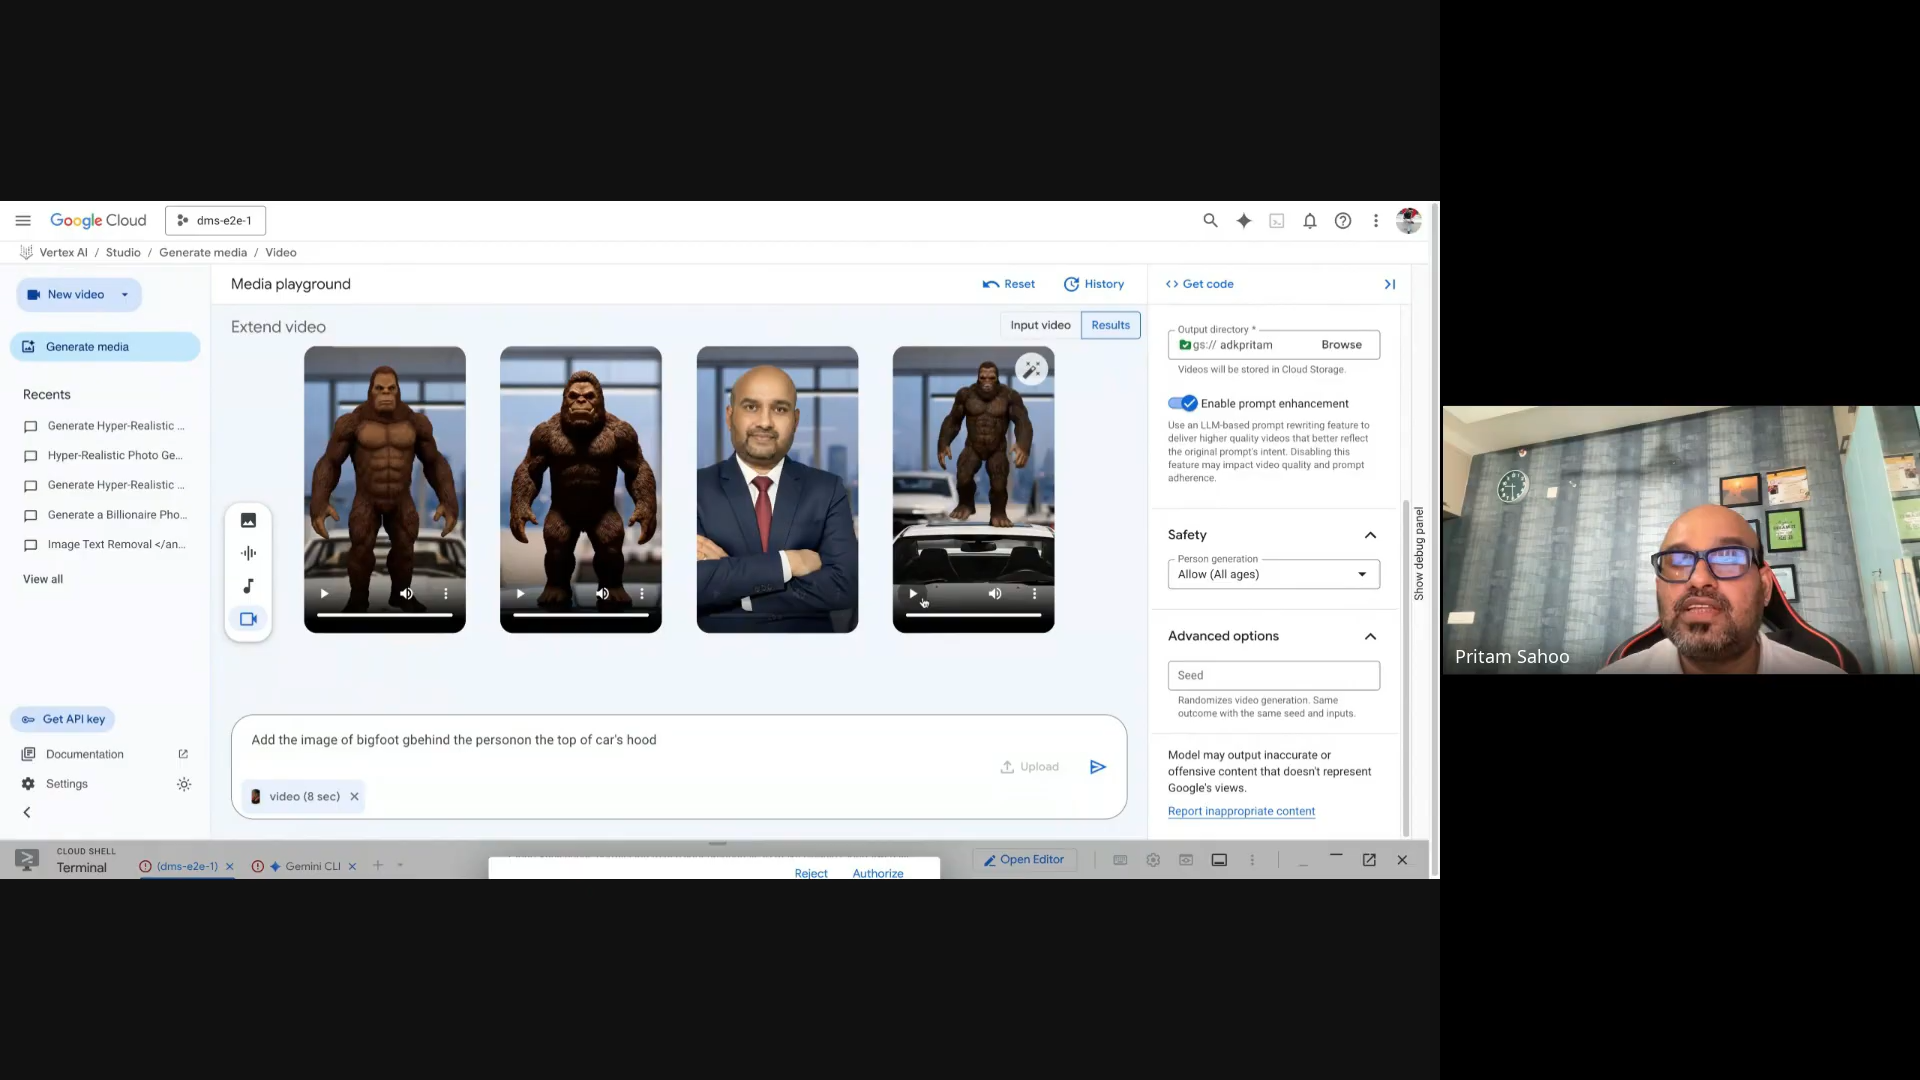 Google Cloud
dms-e2e-1
Vertex AI / Studio / Generate media / Video
New video
Generate media
Recents
Generate Hyper-Realistic ...
Hyper-Realistic Photo Ge...
Generate Hyper-Realistic ...
Generate a Billionaire Pho...
Image Text Removal </an...
View all
Get API key
Documentation
Settings
Media playground
Reset
History
Extend video
Input video
Results
Add the image of bigfoot gbehind the personon the top of car's hood
Upload
video (8 sec)
Get code
Output directory *
gs:// adkpritam
Browse
Videos will be stored in Cloud Storage.
Enable prompt enhancement
Use an LLM-based prompt rewriting feature to
deliver higher quality videos that better reflect
the original prompt's intent. Disabling this
feature may impact video quality and prompt
adherence.
Safety
Person generation
Allow (All ages)
Advanced options
Seed
Randomizes video generation. Same
outcome with the same seed and inputs.
Model may output inaccurate or
offensive content that doesn't represent
Google's views.
Report inappropriate content
Show debug panel
CLOUD SHELL
Terminal
(dms-e2e-1)
Gemini CLI
Reject
Authorize
Open Editor
Pritam Sahoo